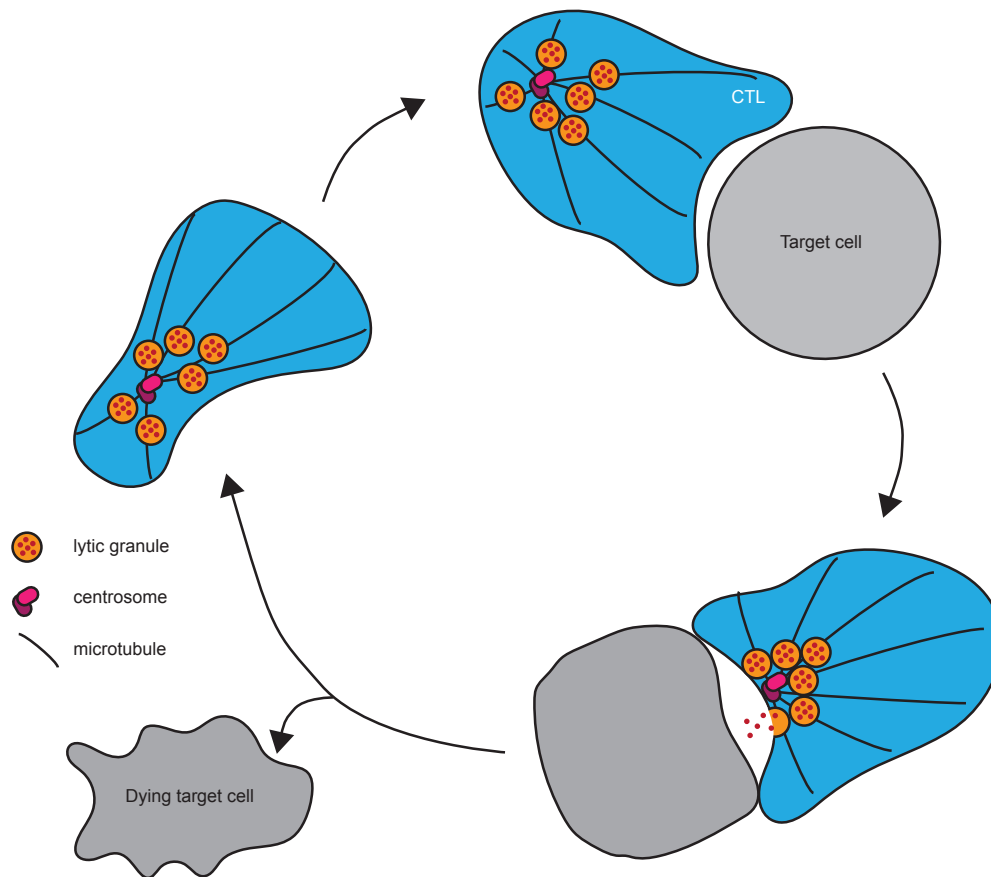 CTL
Target cell
lytic granule
centrosome
microtubule
Dying target cell